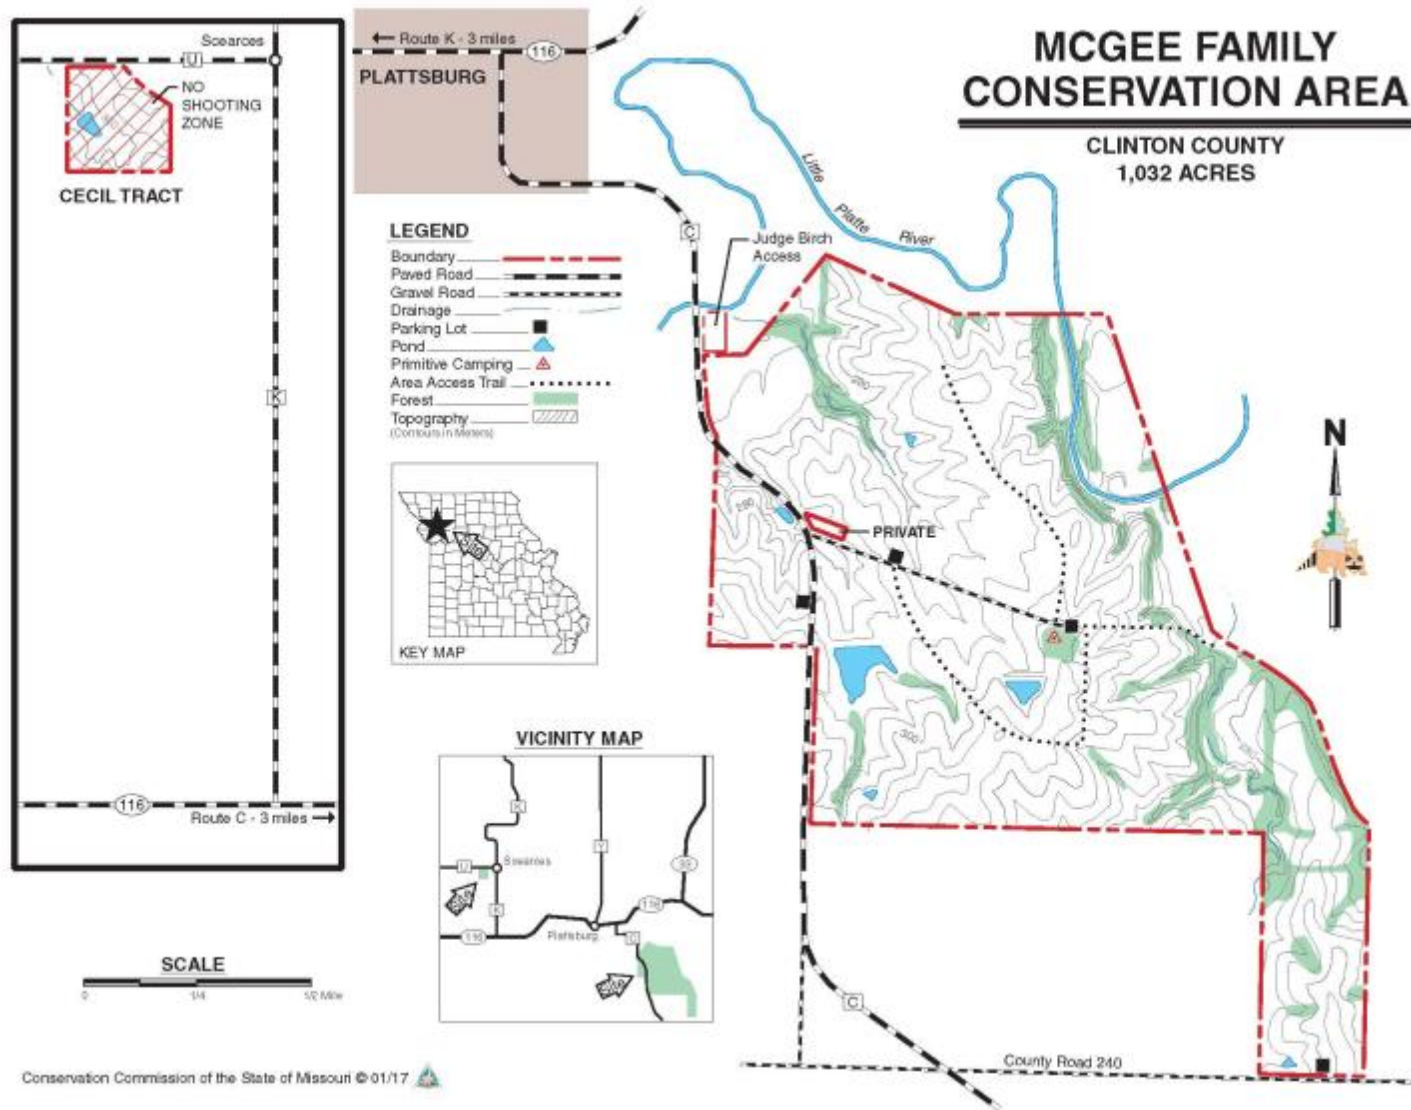 MCGEE FAMILY
CONSERVATION AREA
CLINTON COUNTY
1,032 ACRES
Scearces
U
NO
SHOOTING
ZONE
CECIL TRACT
K
116
Route C - 3 miles
Route K - 3 miles
116
PLATTSBURG
C
Little
Platte
River
Judge Birch
Access
LEGEND
Boundary
Paved Road
Gravel Road
Drainage
Parking Lot
Pond
Primitive Camping
Area Access Trail
Forest
Topography
(Contours in Meters)
KEY MAP
PRIVATE
280
300
N
VICINITY MAP
K
Y
U
Scearces
K
116
Plattsburg
116
C
33
SCALE
0
1/4
1/2 Mile
C
County Road 240
Conservation Commission of the State of Missouri © 01/17